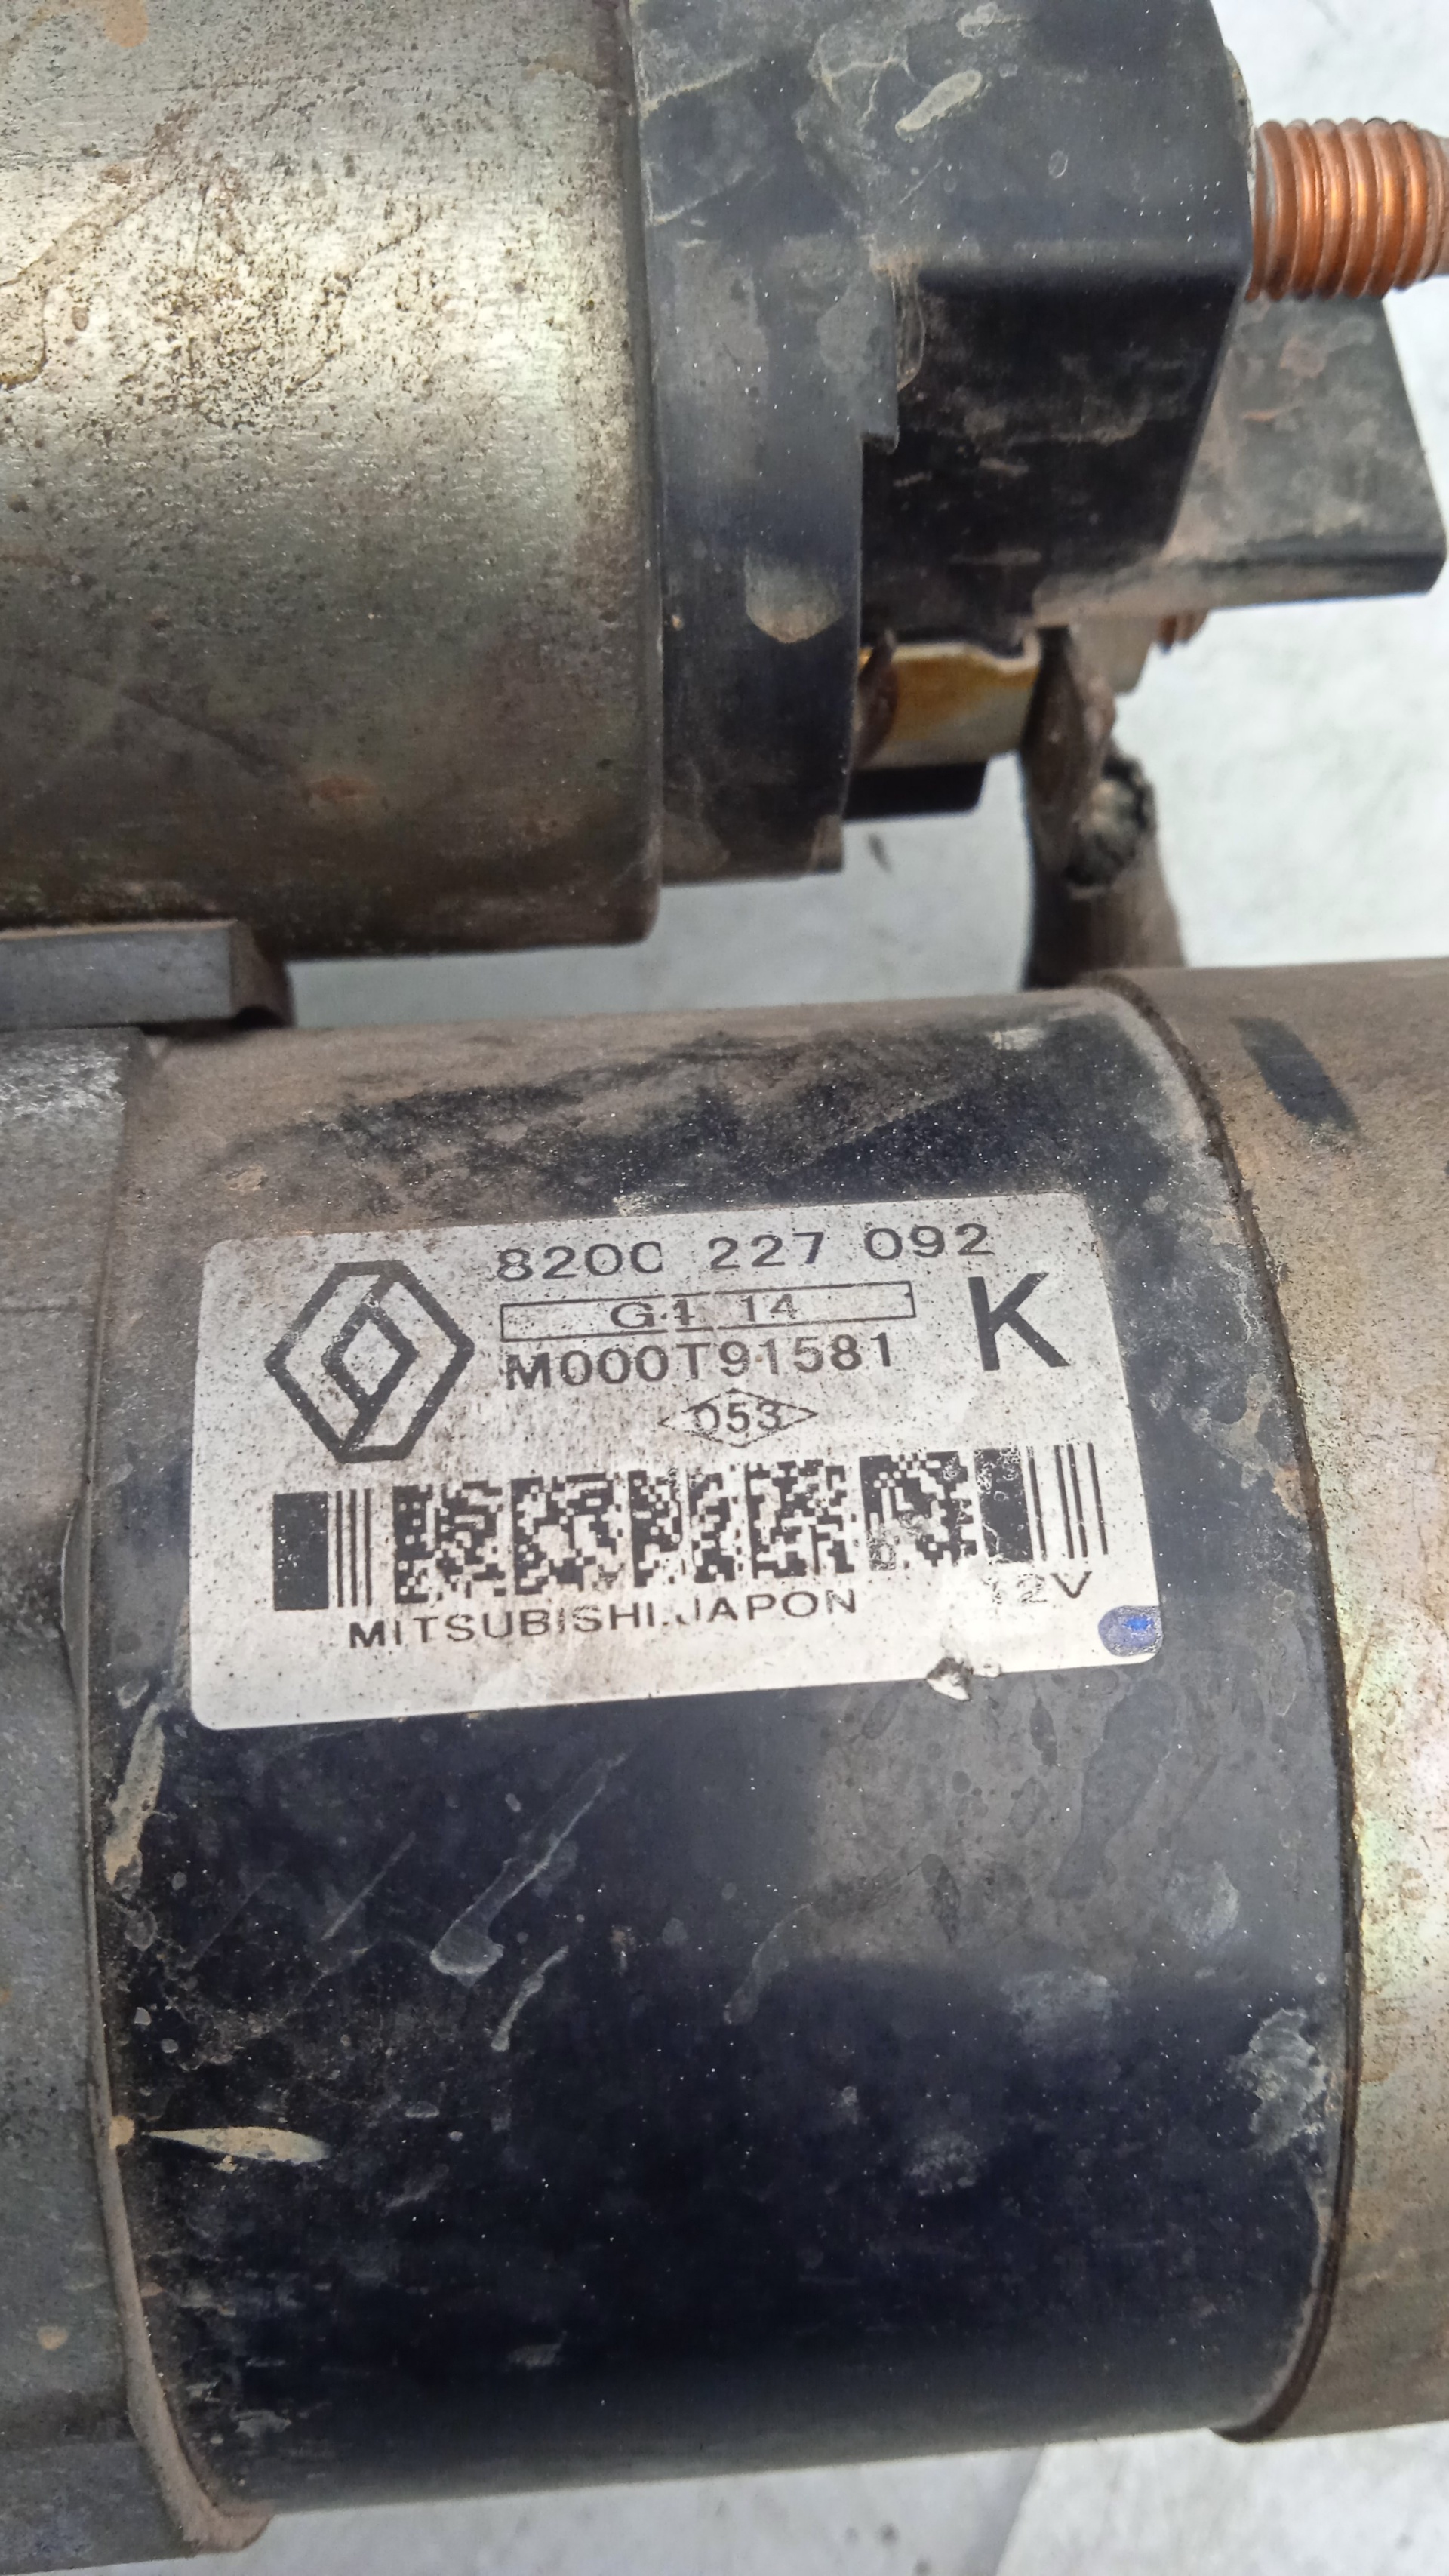 8200 227 092
G1 14
K
M000T91581
053
12V
MITSUBISHI.JAPON